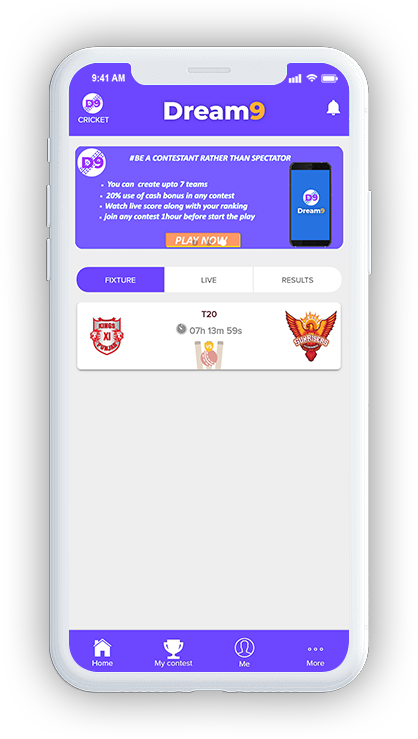 9:41 AM
D9
CRICKET
Dream9
D9
#BE A CONTESTANT RATHER THAN SPECTATOR
• You can create upto 7 teams
• 20% use of cash bonus in any contest
• Watch live score along with your ranking
• Join any contest 1hour before start the play
D9
Dream9
PLAY NOW
FIXTURE
LIVE
RESULTS
T20
07h 13m 59s
KINGS
XI
PUNJAB
SUNRISERS
Home
My contest
Me
More